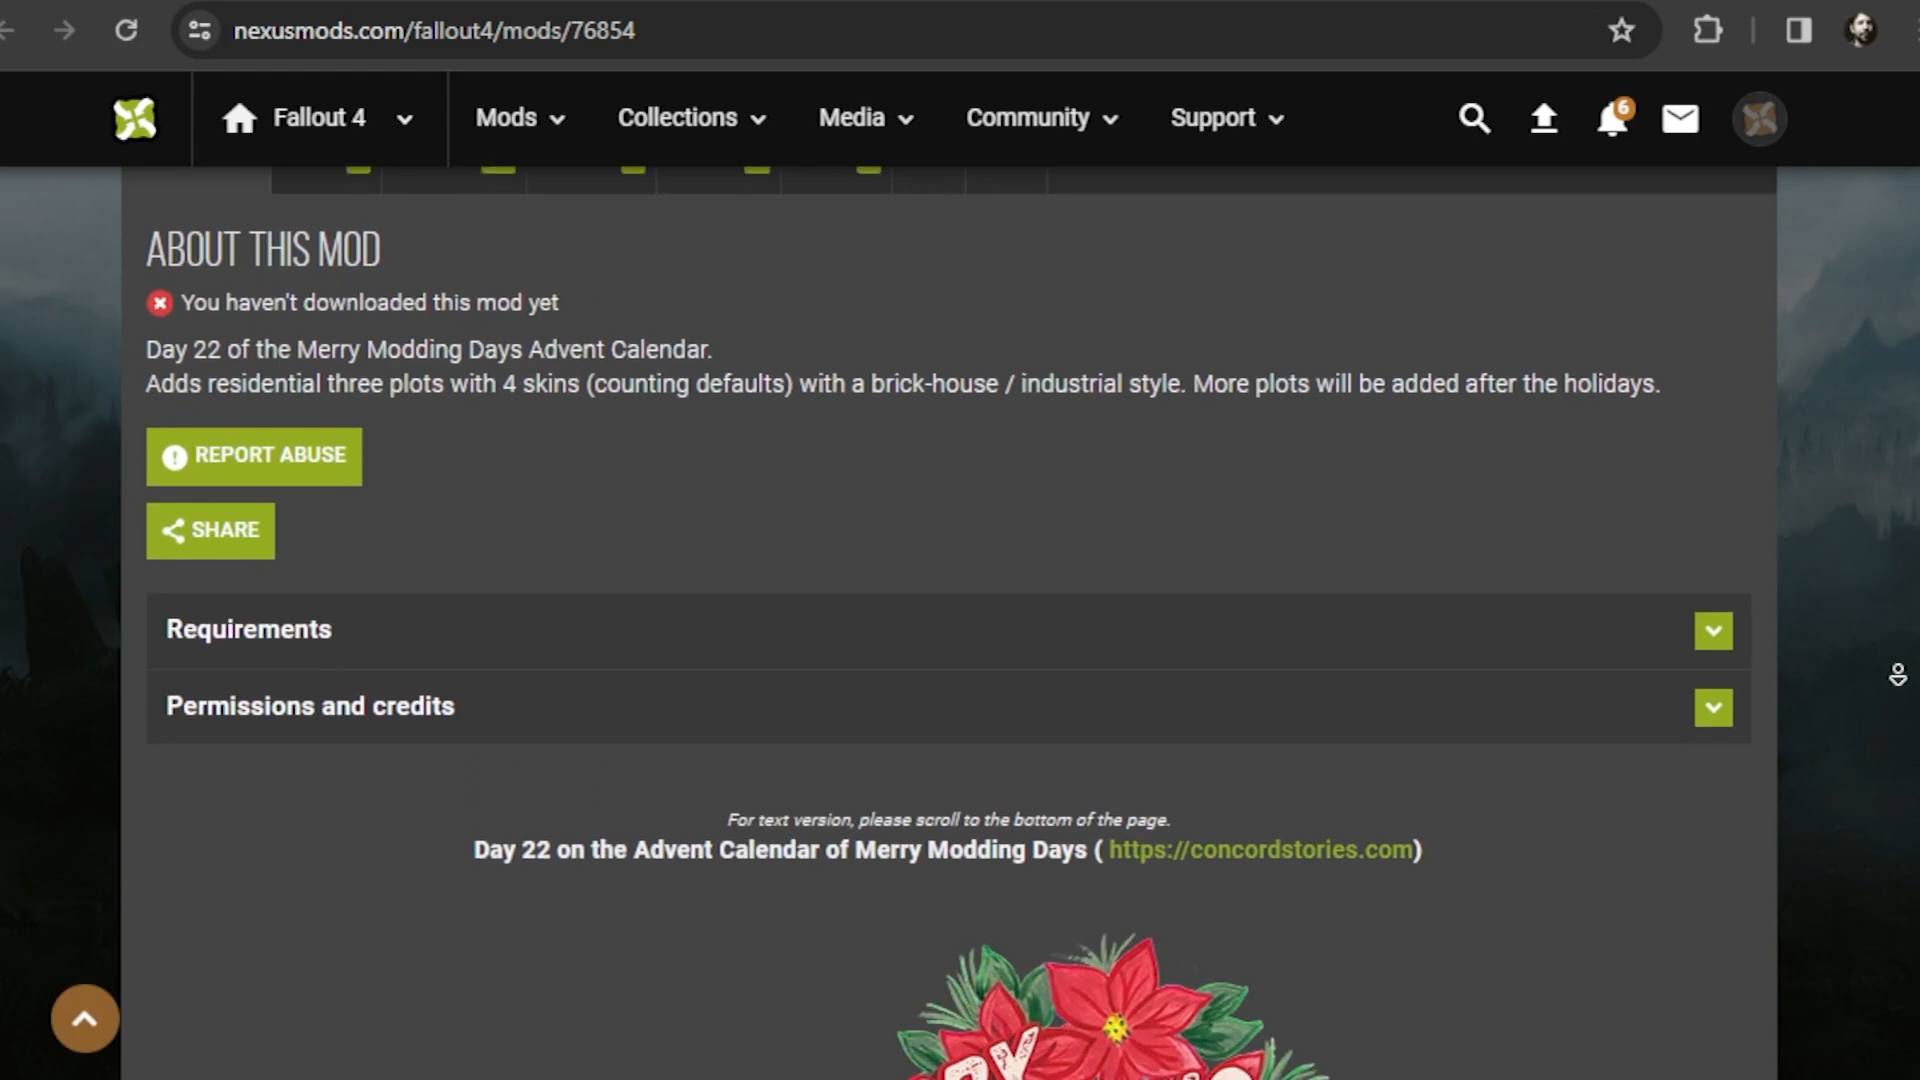 nexusmods.com/fallout4/mods/76854
Fallout 4 Mods Collections Media Community Support 6
ABOUT THIS MOD
You haven't downloaded this mod yet
Day 22 of the Merry Modding Days Advent Calendar.
Adds residential three plots with 4 skins (counting defaults) with a brick-house / industrial style. More plots will be added after the holidays.
REPORT ABUSE
SHARE
Requirements
Permissions and credits
For text version, please scroll to the bottom of the page.
Day 22 on the Advent Calendar of Merry Modding Days ( https://concordstories.com)